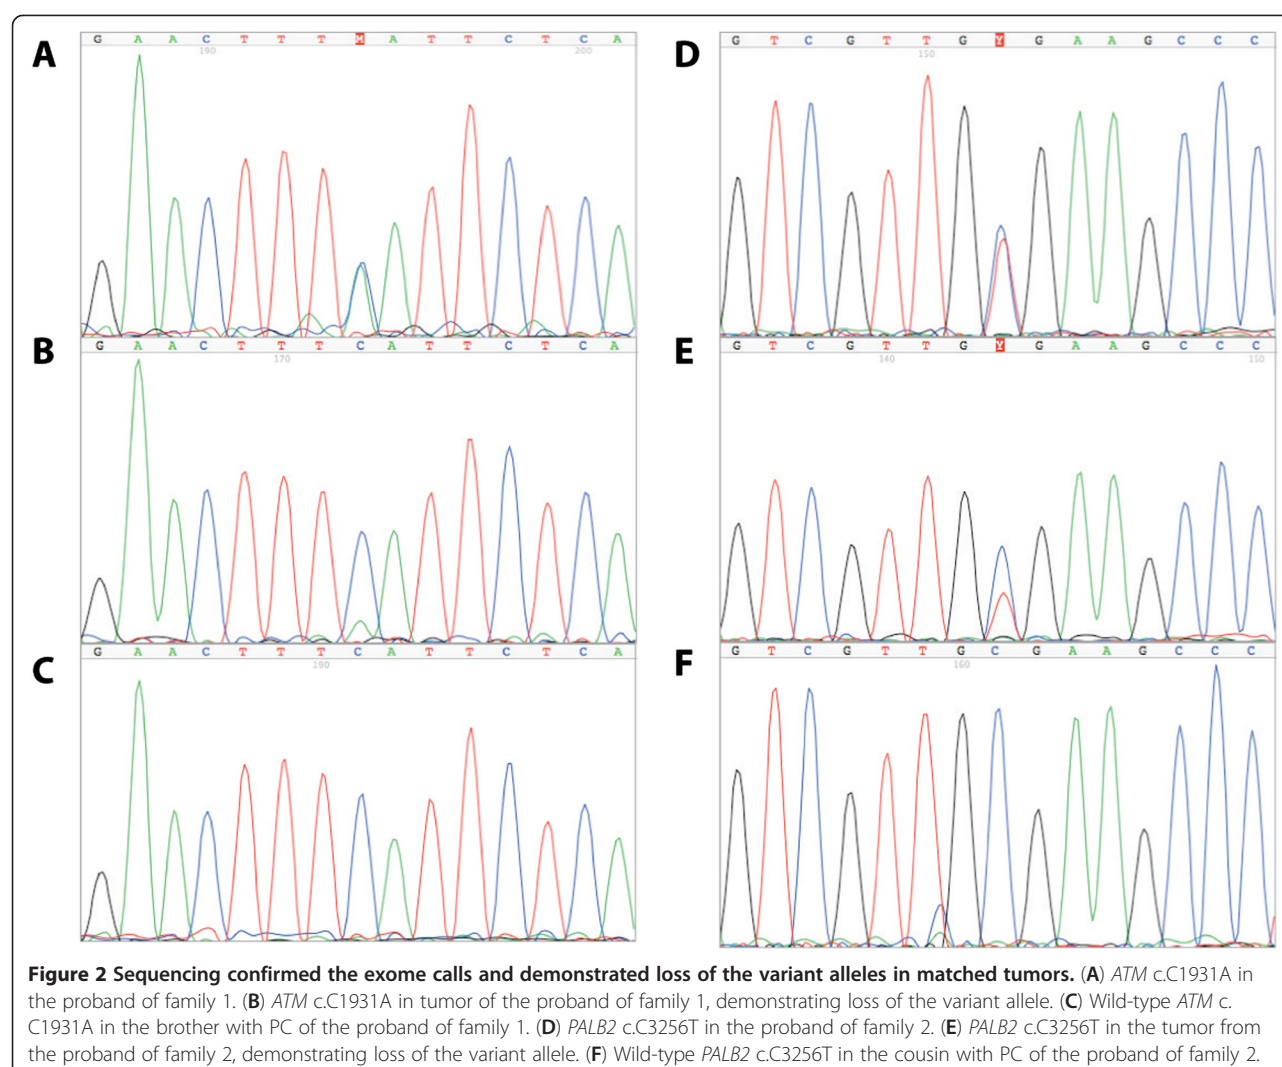 A
G A A C T T T M A T T C T C A
190 200
B
G A A C T T T C A T T C T C A
170
C
G A A C T T T C A T T C T C A
190
D
G T C G T T G Y G A A G C C C
150
E
G T C G T T G Y G A A G C C C
140 150
F
G T C G T T G C G A A G C C C
160
Figure 2 Sequencing confirmed the exome calls and demonstrated loss of the variant alleles in matched tumors. (A) ATM c.C1931A in
the proband of family 1. (B) ATM c.C1931A in tumor of the proband of family 1, demonstrating loss of the variant allele. (C) Wild-type ATM c.
C1931A in the brother with PC of the proband of family 1. (D) PALB2 c.C3256T in the proband of family 2. (E) PALB2 c.C3256T in the tumor from
the proband of family 2, demonstrating loss of the variant allele. (F) Wild-type PALB2 c.C3256T in the cousin with PC of the proband of family 2.